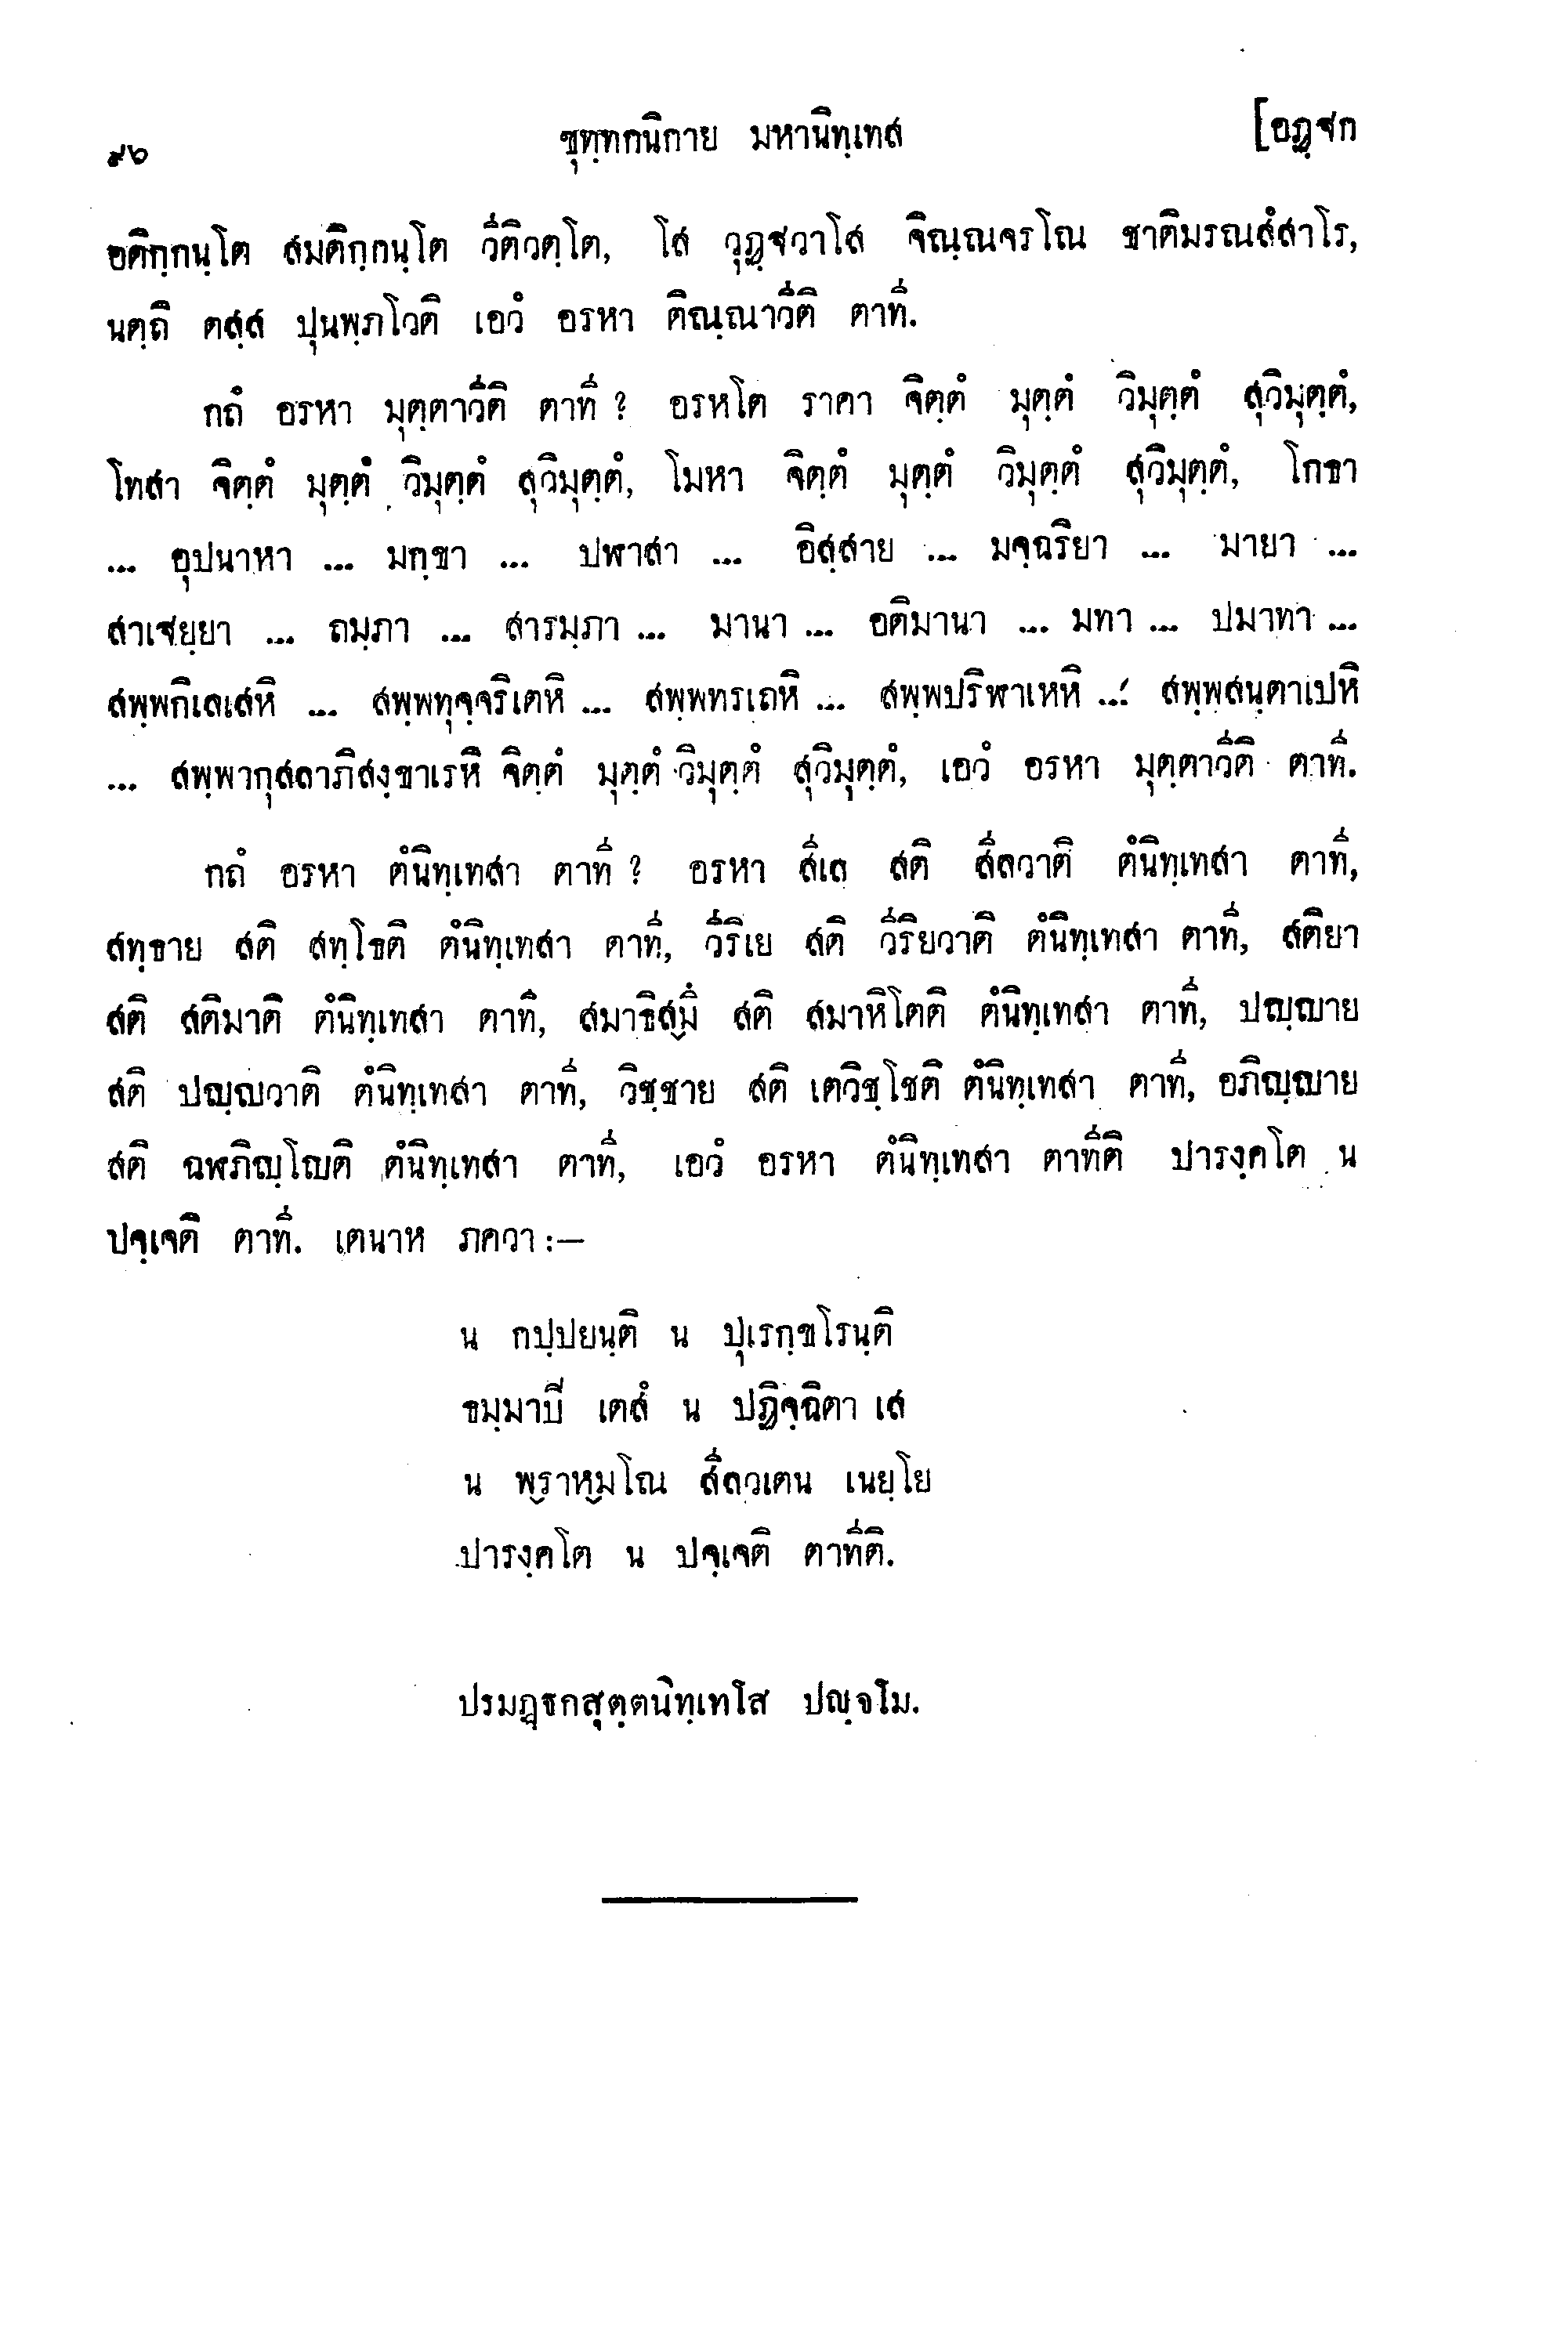 ๙๖ ขุทฺทกนิกาย มหานิทฺเทส [อฏฺฐก
อติกฺกนฺโต สมติกฺกนฺโต วีติวตฺโต, โส วุฏฺฐวาโส จิณฺณจรโณ ชาติมรณสํสาโร,
นตฺถิ ตสฺส ปุนพฺภโวติ เอวํ อรหา ติณฺณาวีติ ตาที.
กถํ อรหา มุตฺตาวีติ ตาที ? อรหโต ราคา จิตฺตํ มุตฺตํ วิมุตฺตํ สุวิมุตฺตํ,
โทสา จิตฺตํ มุตฺตํ วิมุตฺตํ สุวิมุตฺตํ, โมหา จิตฺตํ มุตฺตํ วิมุตฺตํ สุวิมุตฺตํ, โกธา
... อุปนาหา ... มกฺขา ... ปฬาสา ... อิสฺสาย ... มจฺฉริยา ... มายา ...
สาเฐยฺยา ... ถมฺภา ... สารมฺภา ... มานา ... อติมานา ... มทา ... ปมาทา ...
สพฺพกิเลเสหิ ... สพฺพทุจฺจริเตหิ ... สพฺพทรเถหิ ... สพฺพปริฬาเหหิ ... สพฺพสนฺตาเปหิ
... สพฺพากุสลาภิสงฺขาเรหิ จิตฺตํ มุตฺตํ วิมุตฺตํ สุวิมุตฺตํ, เอวํ อรหา มุตฺตาวีติ ตาที.
กถํ อรหา ตํนิทฺเทสา ตาที ? อรหา สีเล สติ สีลวาติ ตํนิทฺเทสา ตาที,
สทฺธาย สติ สทฺโธติ ตํนิทฺเทสา ตาที, วีริเย สติ วีริยวาติ ตํนิทฺเทสา ตาที, สติยา
สติ สติมาติ ตํนิทฺเทสา ตาที, สมาธิสฺมึ สติ สมาหิโตติ ตํนิทฺเทสา ตาที, ปญฺญาย
สติ ปญฺญวาติ ตํนิทฺเทสา ตาที, วิชฺชาย สติ เตวิชฺโชติ ตํนิทฺเทสา ตาที, อภิญฺญาย
สติ ฉฬภิญฺโญติ ตํนิทฺเทสา ตาที, เอวํ อรหา ตํนิทฺเทสา ตาทีติ ปารงฺคโต น
ปจฺเจติ ตาที. เตนาห ภควา :—
น กปฺปยนฺติ น ปุเรกฺขโรนฺติ
ธมฺมาปี เตสํ น ปฏิจฺฉิตา เส
น พฺราหฺมโณ สีลวเตน เนยฺโย
ปารงฺคโต น ปจฺเจติ ตาทีติ.
ปรมฏฺฐกสุตฺตนิทฺเทโส ปญฺจโม.